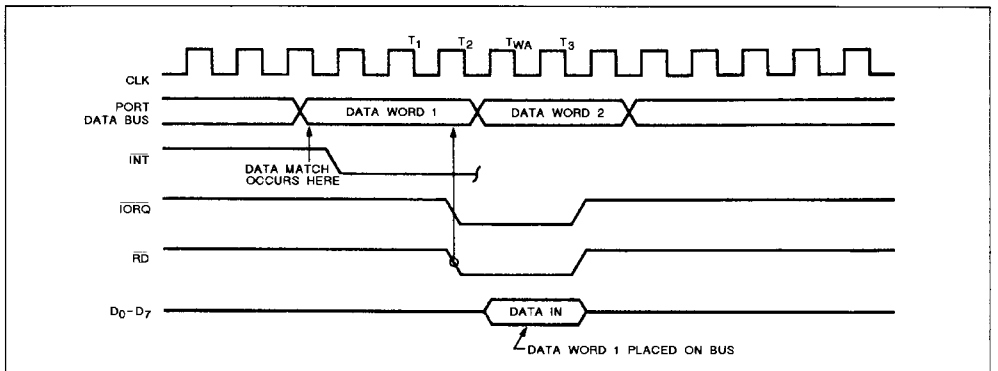 T1 T2 TWA T3
CLK
PORT
DATA BUS
DATA WORD 1 DATA WORD 2
INT
DATA MATCH
OCCURS HERE
IORQ
RD
D0-D7
DATA IN
DATA WORD 1 PLACED ON BUS